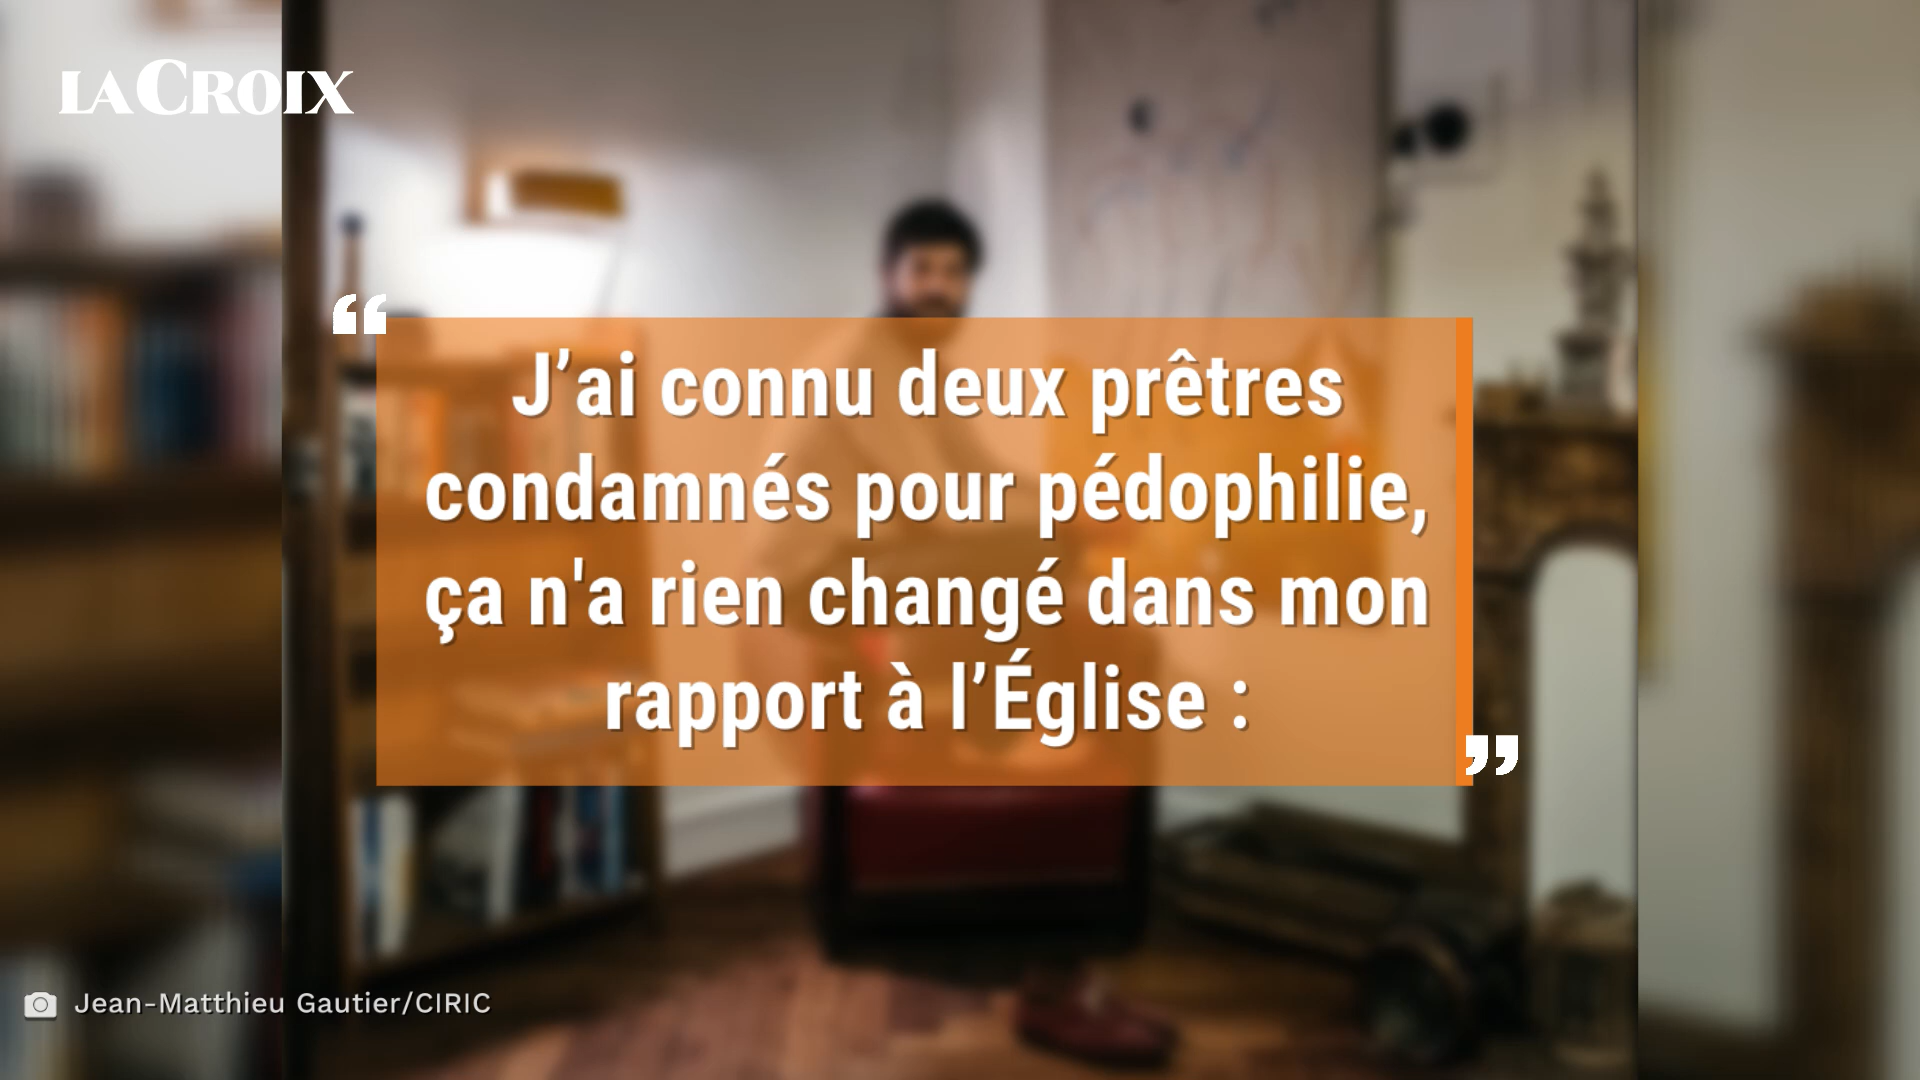 LA CROIX
“
J’ai connu deux prêtres
condamnés pour pédophilie,
ça n'a rien changé dans mon
rapport à l’Église :
”
Jean-Matthieu Gautier/CIRIC